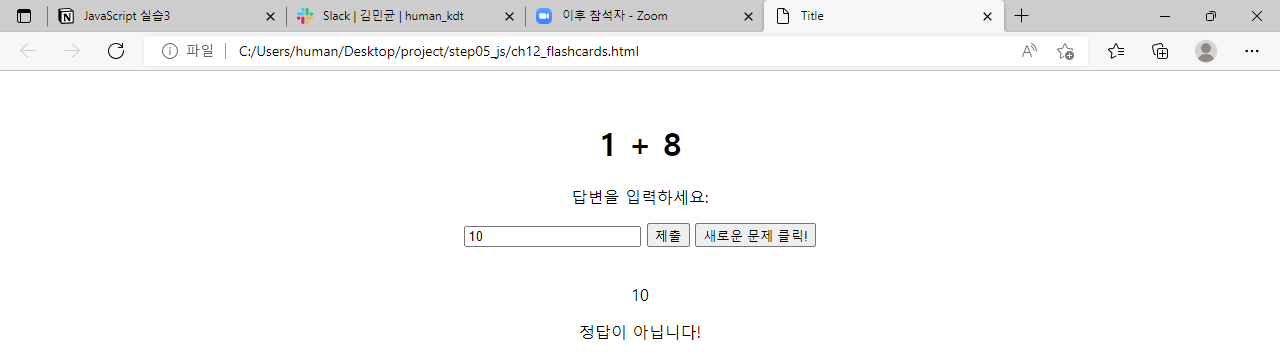 JavaScript 실습3
Slack | 김민균 | human_kdt
이후 참석자 - Zoom
Title
파일
C:/Users/human/Desktop/project/step05_js/ch12_flashcards.html
1 + 8
답변을 입력하세요:
10 제출 새로운 문제 클릭!
10
정답이 아닙니다!